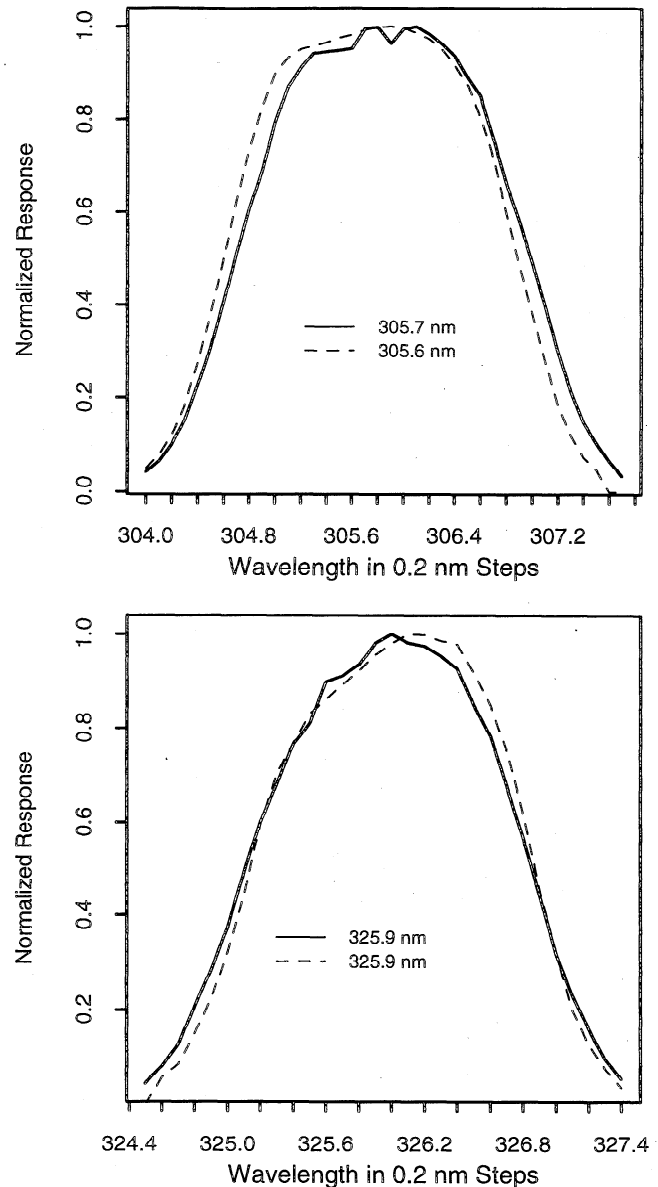 Normalized Response
1.0
0.8
0.6
0.4
0.2
0.0
305.7 nm
305.6 nm
304.0 304.8 305.6 306.4 307.2
Wavelength in 0.2 nm Steps
Normalized Response
1.0
0.8
0.6
0.4
0.2
325.9 nm
325.9 nm
324.4 325.0 325.6 326.2 326.8 327.4
Wavelength in 0.2 nm Steps